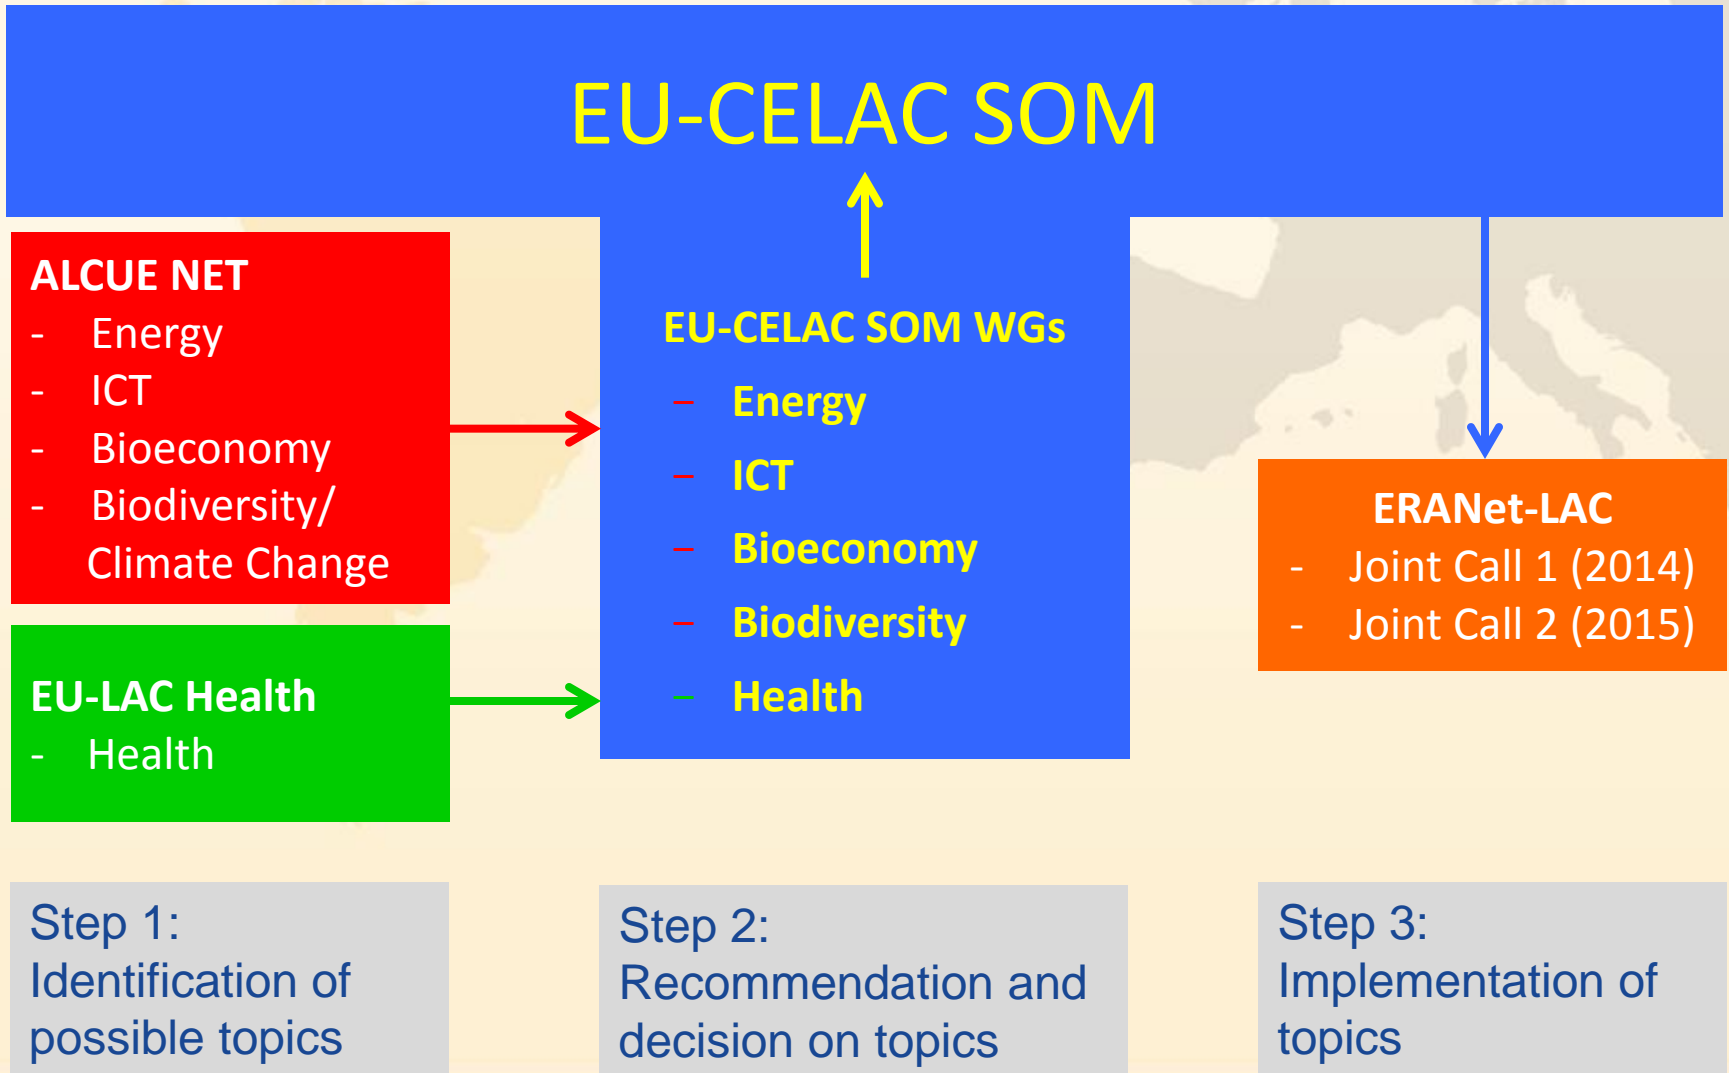 EU-CELAC SOM
ALCUE NET
- Energy
- ICT
- Bioeconomy
- Biodiversity/
Climate Change
EU-LAC Health
- Health
EU-CELAC SOM WGs
– Energy
– ICT
– Bioeconomy
– Biodiversity
– Health
ERANet-LAC
- Joint Call 1 (2014)
- Joint Call 2 (2015)
Step 1:
Identification of
possible topics
Step 2:
Recommendation and
decision on topics
Step 3:
Implementation of
topics